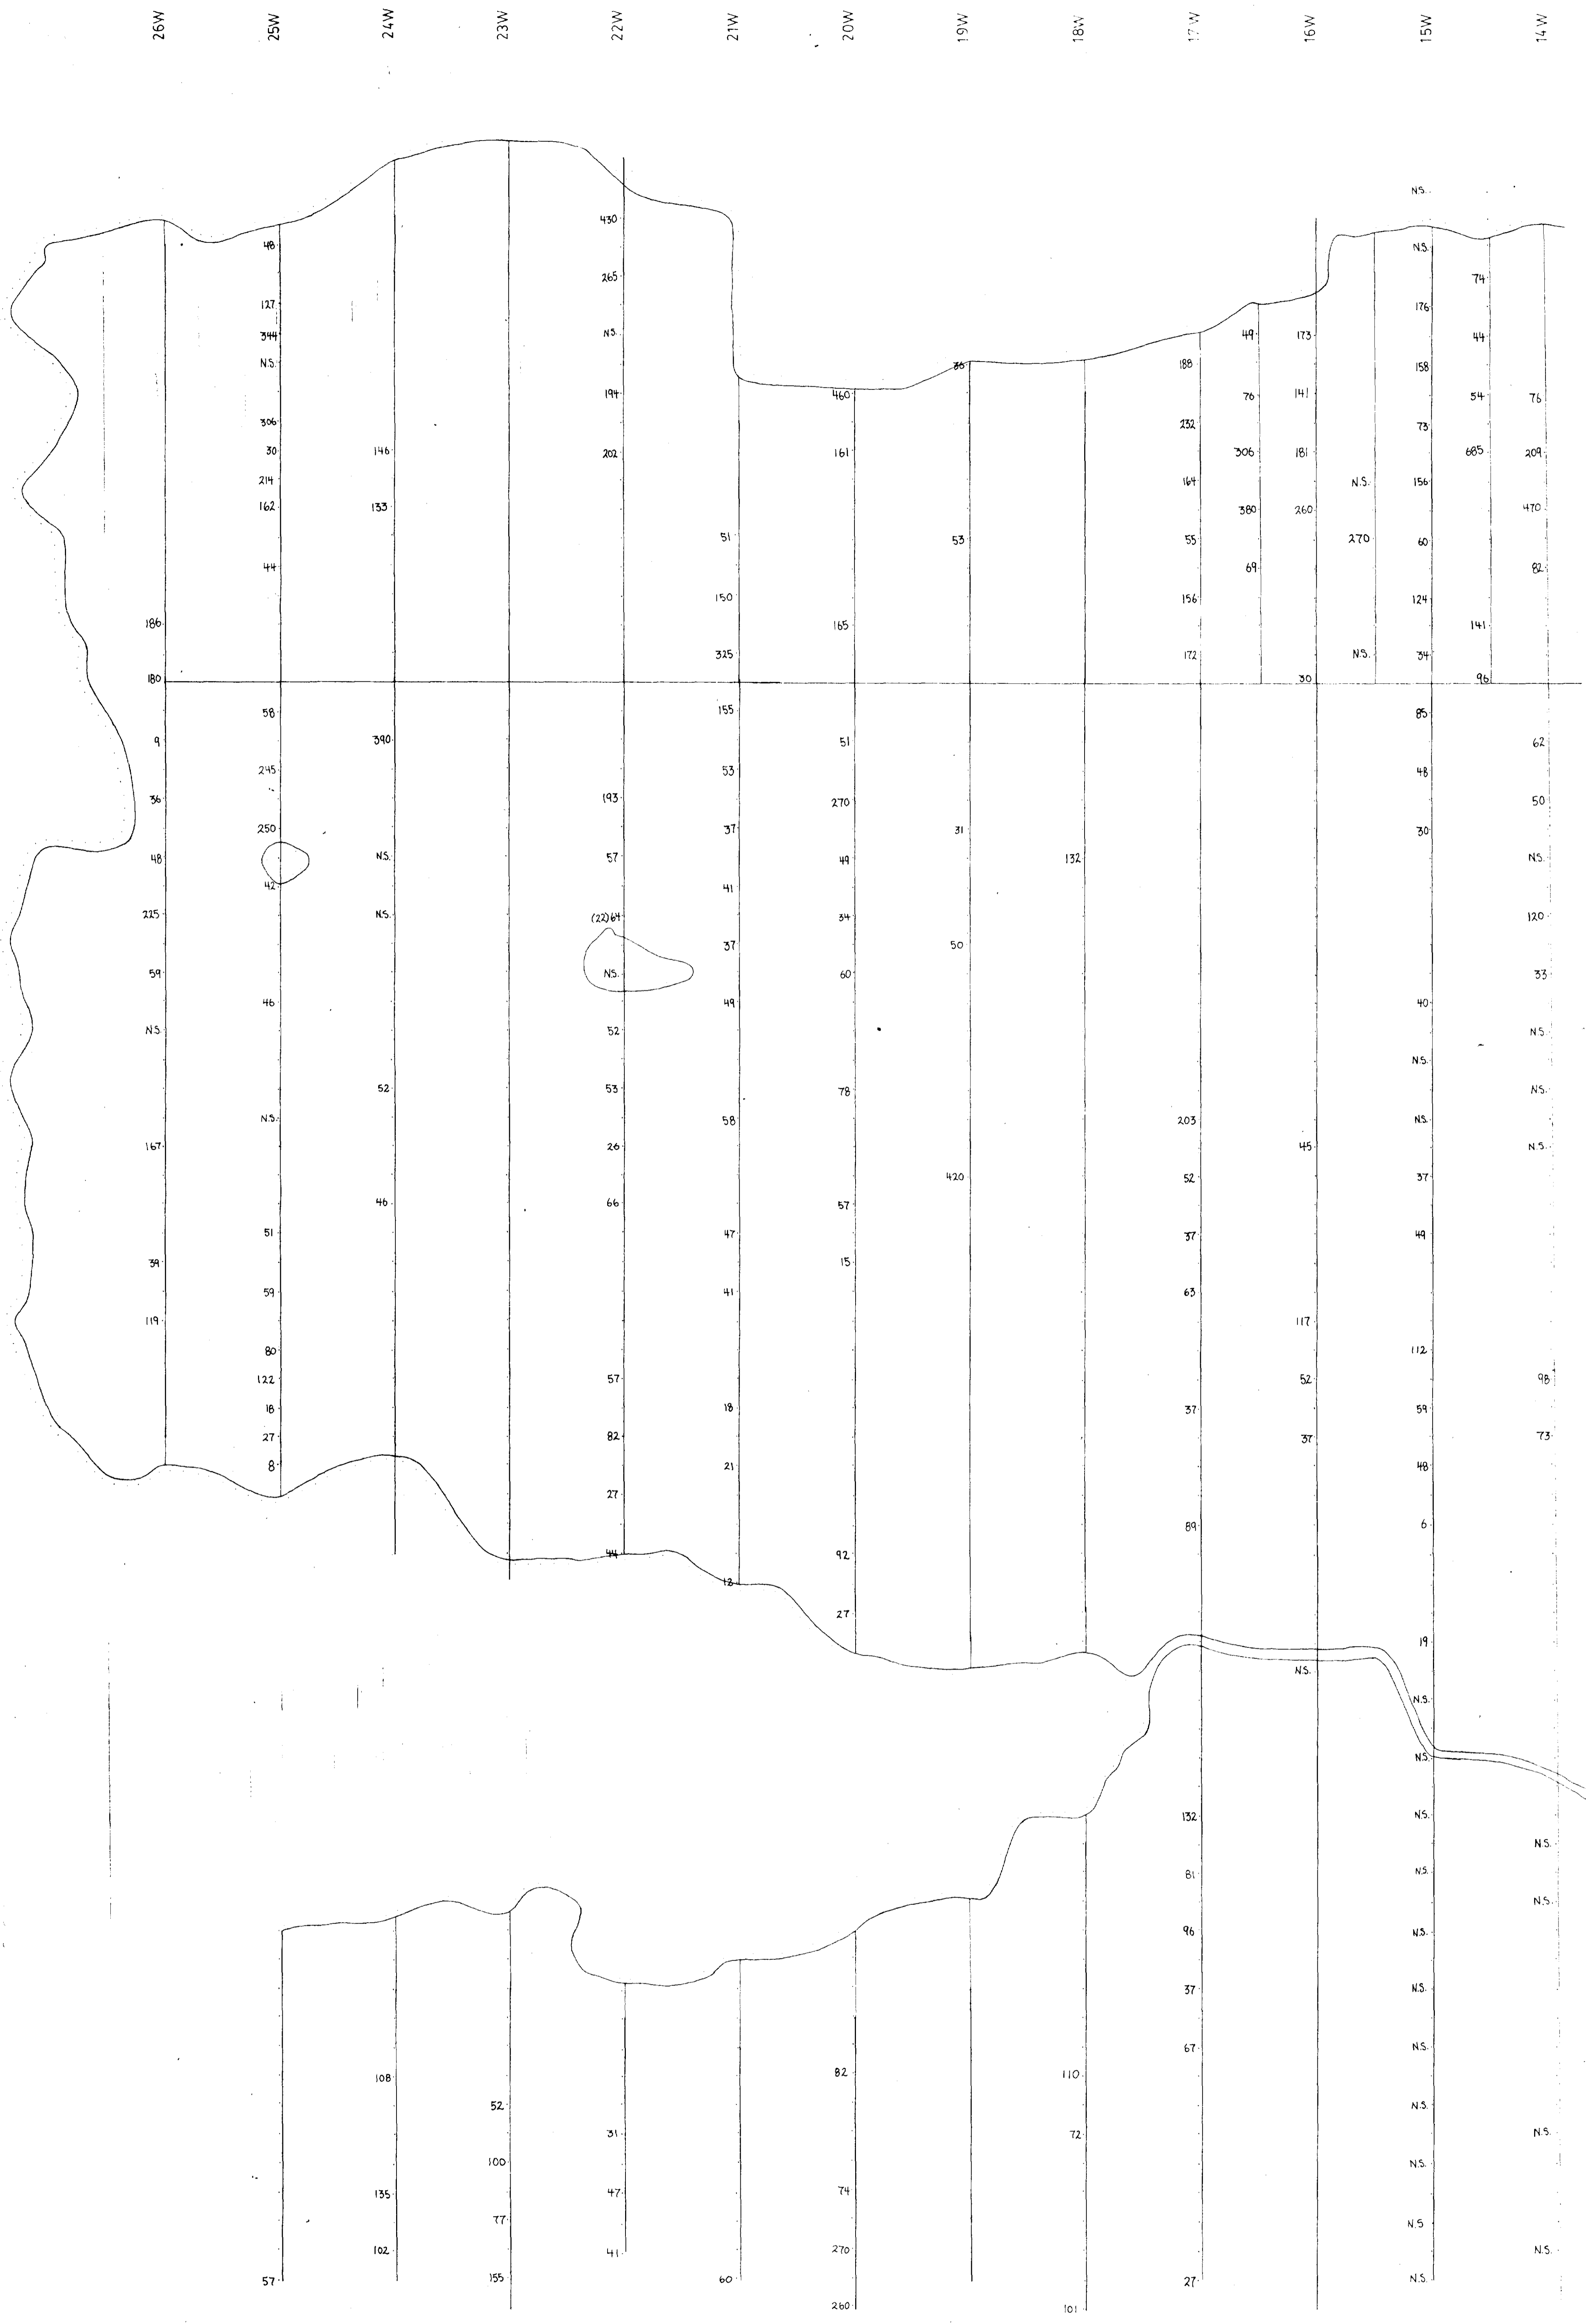 26W 25W 24W 23W 22W 21W 20W 19W 18W 17W 16W 15W 14W
N.S.
430
48 N.S.
265 74
127 176
344 N.S. 49 173 44
N.S. 36 188 158
194 460 76 141 54 76
306 232 73
30 146 202 161 306 181 685 209
214 164 N.S. 156
162 133 380 260 470
51 53 55 270 60
44 69 82
150 156 124
186 165 141
325 172 N.S. 34
180 30 96
58 155 85
9 390 51 62
245 53 48
36 193 270 50
250 37 31 30
48 N.S. 57 49 132 N.S.
42 41
225 N.S. (22)64 34 120
37 50
59 N.S. 60 33
46 49 40
N.S. 52 N.S.
N.S.
52 53 78 N.S.
N.S. 58 203 N.S.
167 26 45 N.S.
420 52 37
46 66 57
51 47 37 49
39 15
59 41 63
119 117
80 112
122 57 52 98
18 18 37 59
27 82 37 73
8 21 48
27
89 6
44 92
12
27
19
N.S.
N.S.
N.S.
132 N.S.
N.S.
81 N.S.
N.S.
96 N.S.
37 N.S.
67 N.S.
108 82 110
52 N.S.
31 72 N.S.
100 N.S.
135 47 74
77 N.S
102 41 270 N.S.
57 155 60 27 N.S.
260 101